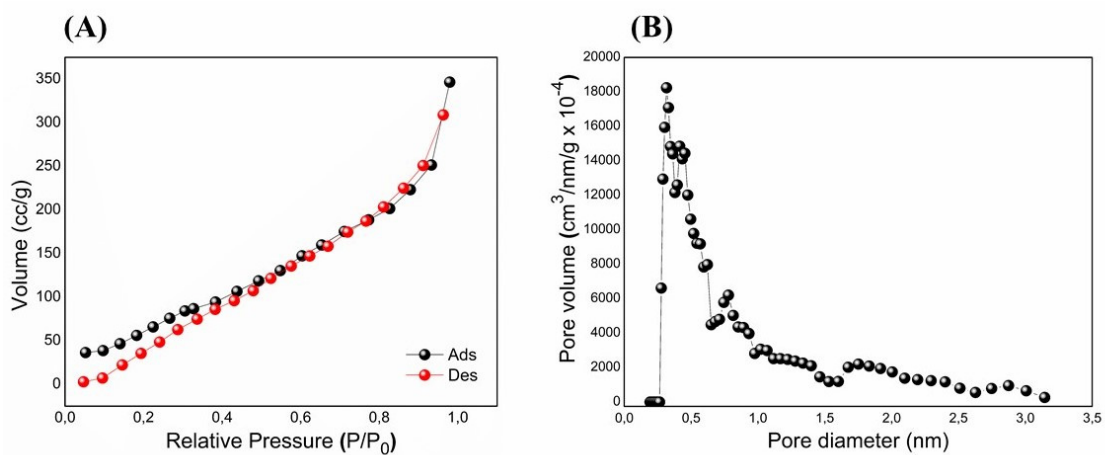 (A)
350
300
250
200
150
100
50
0
Volume (cc/g)
Ads
Des
0,0 0,2 0,4 0,6 0,8 1,0
Relative Pressure (P/P₀)
(B)
20000
18000
16000
14000
12000
10000
8000
6000
4000
2000
0
Pore volume (cm³/nm/g x 10⁻⁴)
0,0 0,5 1,0 1,5 2,0 2,5 3,0 3,5
Pore diameter (nm)